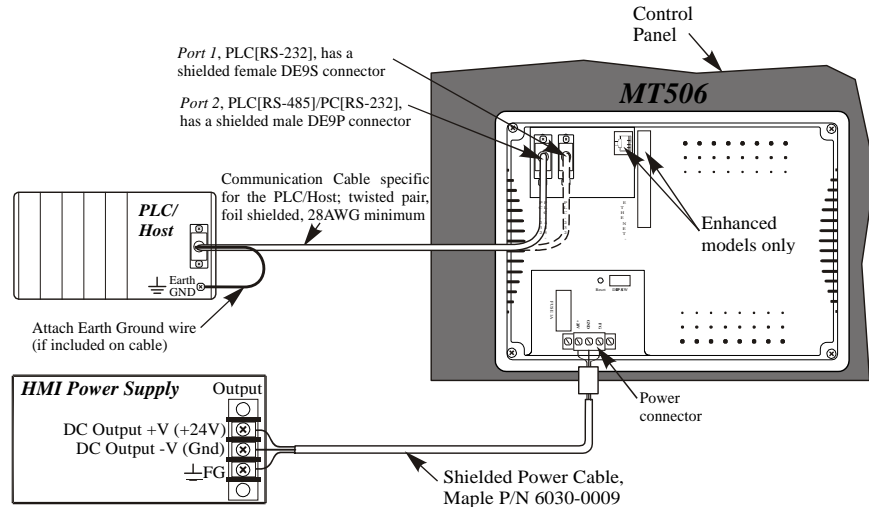 Control
Panel
Port 1, PLC[RS-232], has a
shielded female DE9S connector
MT506
Port 2, PLC[RS-485]/PC[RS-232],
has a shielded male DE9P connector
Communication Cable specific
for the PLC/Host; twisted pair,
foil shielded, 28AWG minimum
PLC/
Host
Earth
GND
Attach Earth Ground wire
(if included on cable)
Enhanced
models only
Reset
GND
Power
connector
HMI Power Supply
Output
DC Output +V (+24V)
DC Output -V (Gnd)
FG
Shielded Power Cable,
Maple P/N 6030-0009